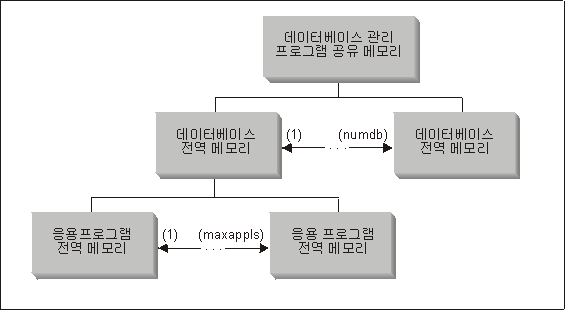 데이터베이스 관리
프로그램 공유 메모리
데이터베이스
전역 메모리
(1) . . . (numdb)
데이터베이스
전역 메모리
응용프로그램
전역 메모리
(1) . . . (maxappls)
응용 프로그램
전역 메모리